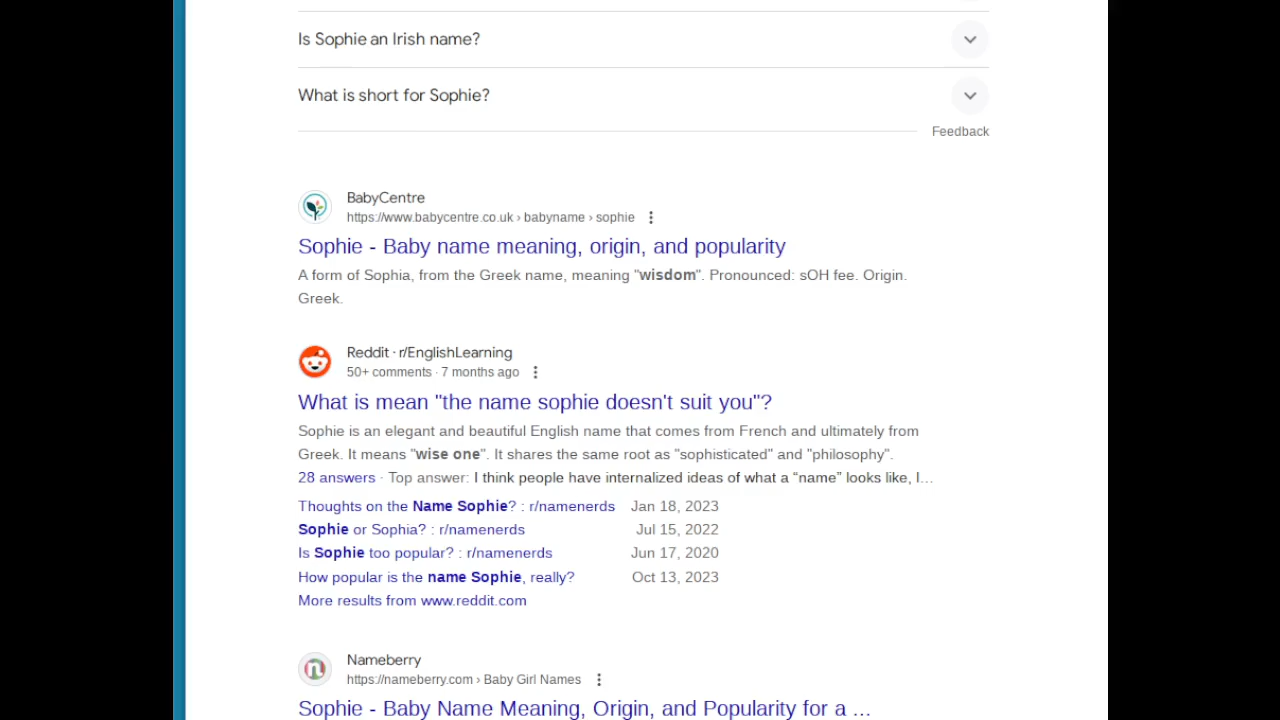 Is Sophie an Irish name?
What is short for Sophie?
Feedback
BabyCentre
https://www.babycentre.co.uk › babyname › sophie
Sophie - Baby name meaning, origin, and popularity
A form of Sophia, from the Greek name, meaning "wisdom". Pronounced: sOH fee. Origin.
Greek.
Reddit · r/EnglishLearning
50+ comments · 7 months ago
What is mean "the name sophie doesn't suit you"?
Sophie is an elegant and beautiful English name that comes from French and ultimately from
Greek. It means "wise one". It shares the same root as "sophisticated" and "philosophy".
28 answers · Top answer: I think people have internalized ideas of what a “name” looks like, I...
Thoughts on the Name Sophie? : r/namenerds Jan 18, 2023
Sophie or Sophia? : r/namenerds Jul 15, 2022
Is Sophie too popular? : r/namenerds Jun 17, 2020
How popular is the name Sophie, really? Oct 13, 2023
More results from www.reddit.com
Nameberry
https://nameberry.com › Baby Girl Names
Sophie - Baby Name Meaning, Origin, and Popularity for a ...